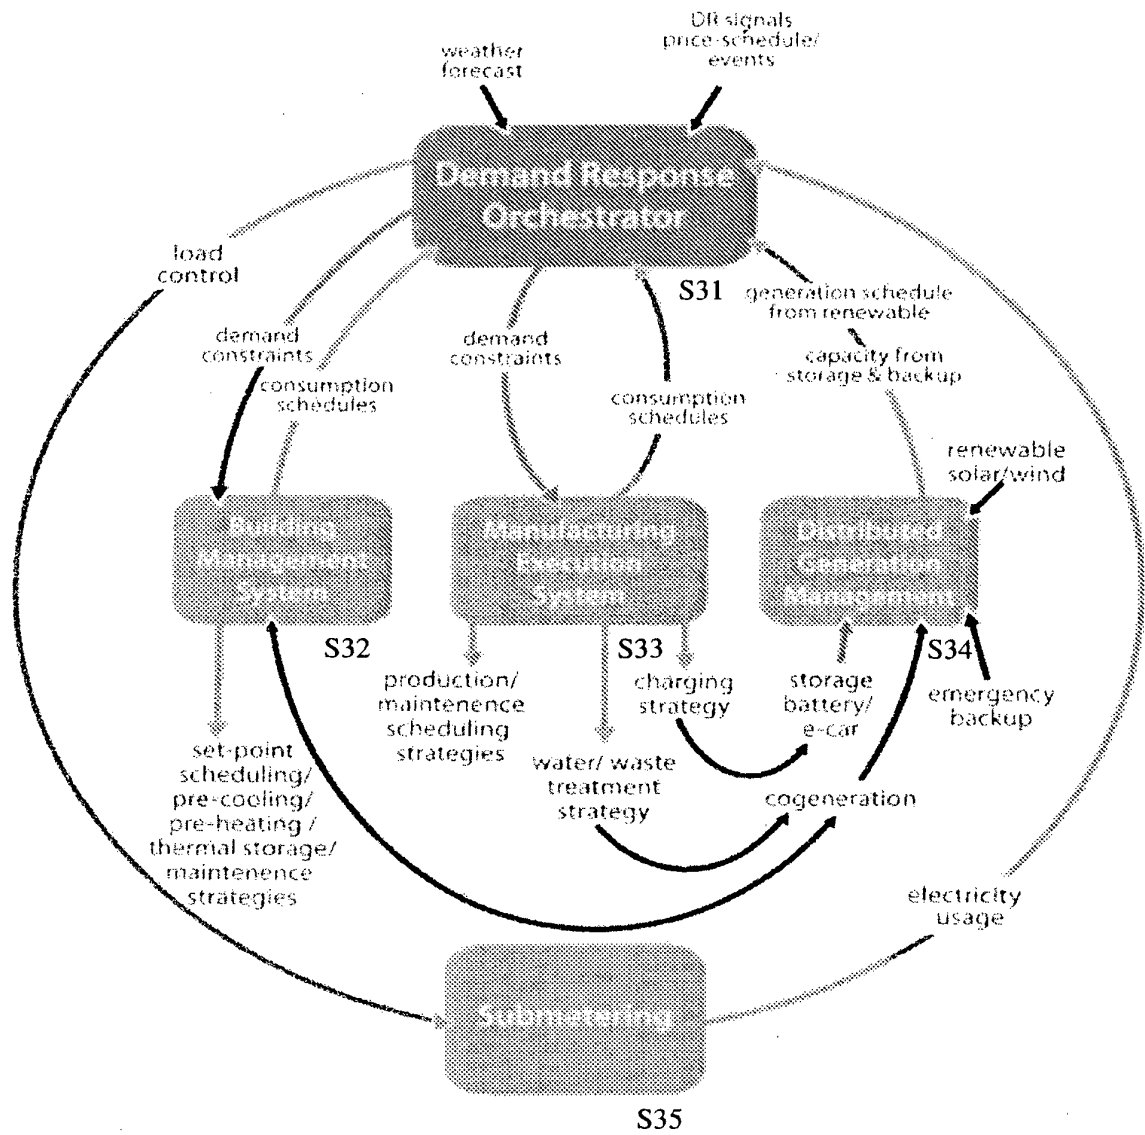 weather
forecast
DR signals
price-schedule/
events
Demand Response
Orchestrator
S31
load
control
demand
constraints
consumption
schedules
demand
constraints
consumption
schedules
generation schedule
from renewable
capacity from
storage & backup
renewable
solar/wind
Building
Management
System
S32
Manufacturing
Execution
System
S33
Distributed
Generation
Management
S34
set-point
scheduling/
pre-cooling/
pre-heating /
thermal storage/
maintenence
strategies
production/
maintenence
scheduling
strategies
water/ waste
treatment
strategy
charging
strategy
storage
battery/
e-car
emergency
backup
cogeneration
electricity
usage
Submetering
S35